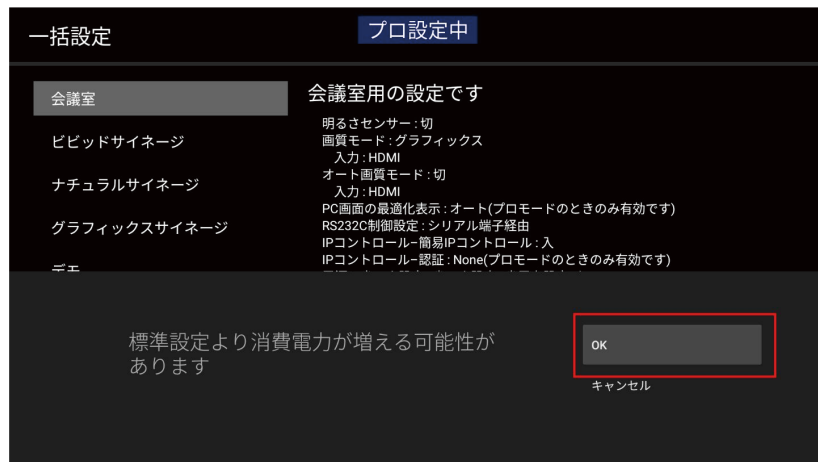 一括設定
プロ設定中
会議室
ビビッドサイネージ
ナチュラルサイネージ
グラフィックスサイネージ
デモ
会議室用の設定です
明るさセンサー:切
画質モード:グラフィックス
入力:HDMI
オート画質モード:切
入力:HDMI
PC画面の最適化表示:オート(プロモードのときのみ有効です)
RS232C制御設定:シリアル端子経由
IPコントロール–簡易IPコントロール:入
IPコントロール–認証:None(プロモードのときのみ有効です)
標準設定より消費電力が増える可能性が
あります
OK
キャンセル